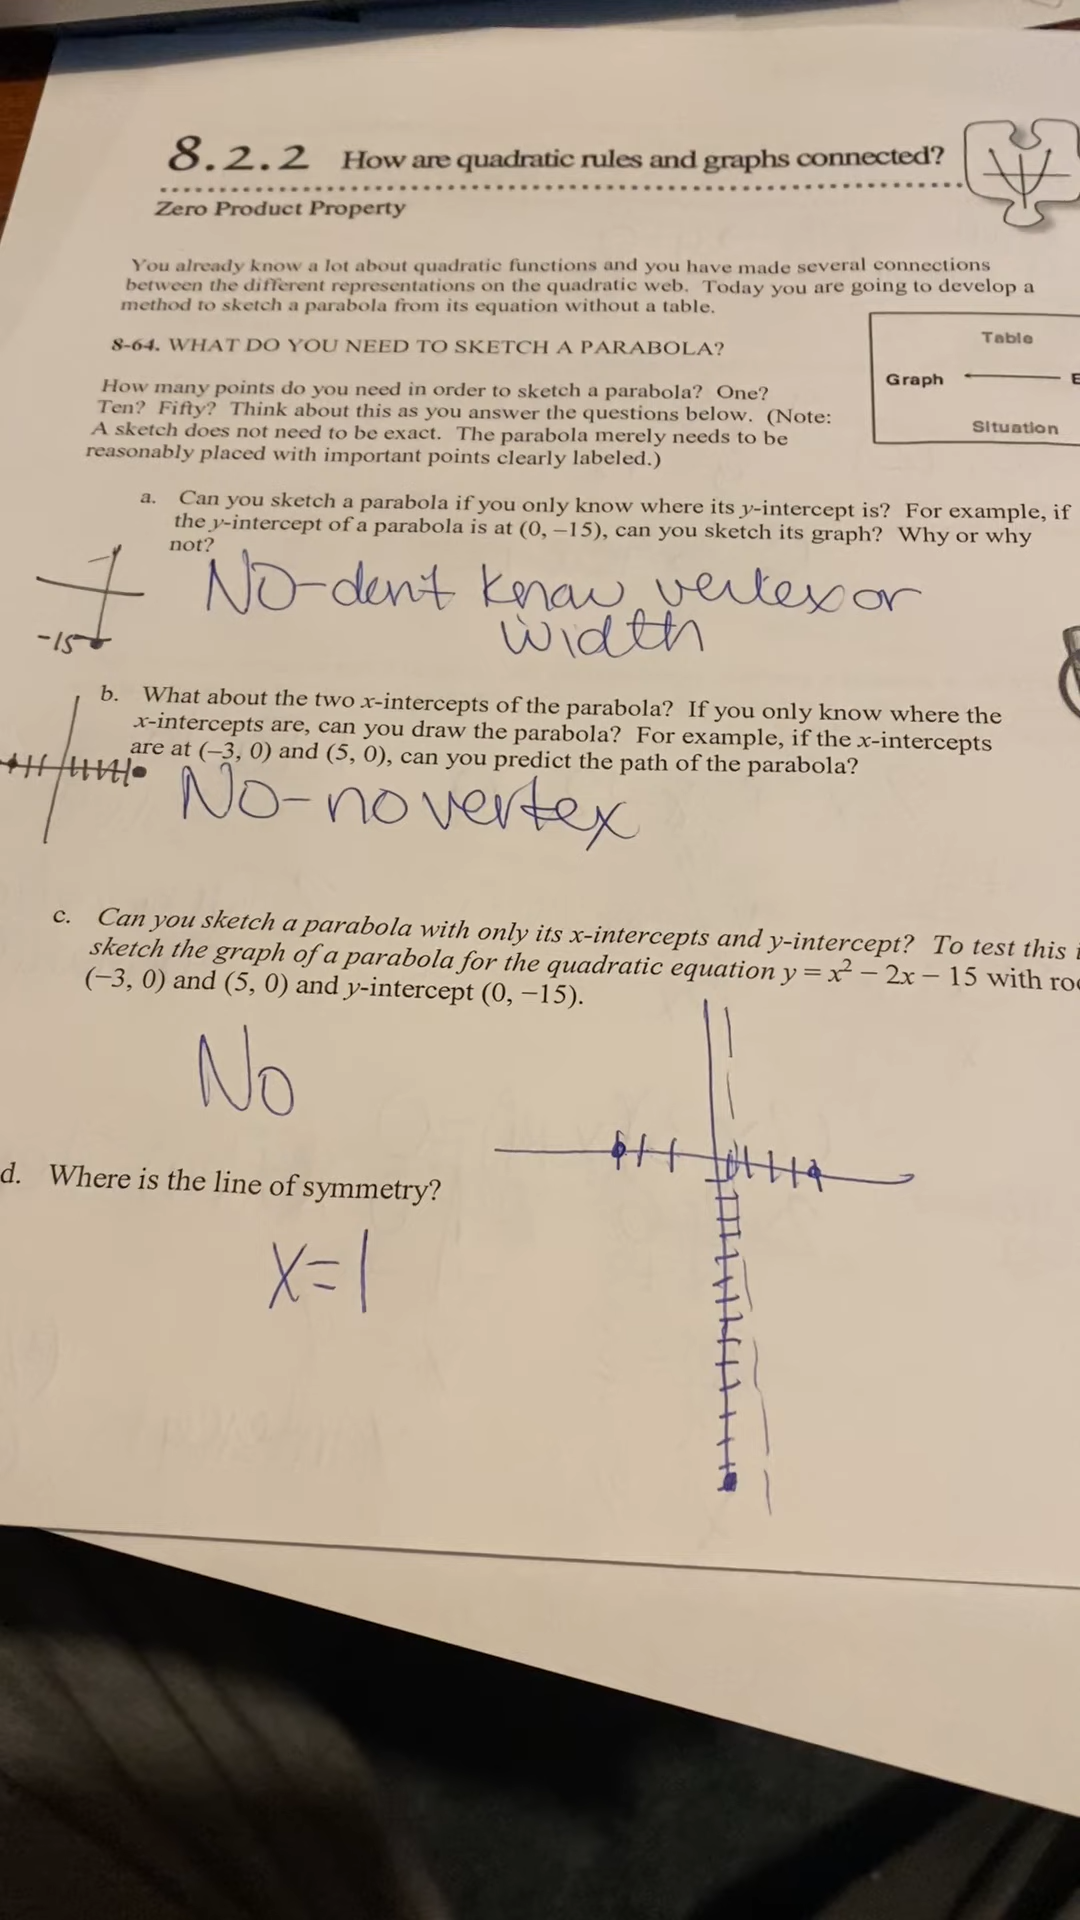 8.2.2 How are quadratic rules and graphs connected?
Zero Product Property
You already know a lot about quadratic functions and you have made several connections
between the different representations on the quadratic web. Today you are going to develop a
method to sketch a parabola from its equation without a table.
8-64. WHAT DO YOU NEED TO SKETCH A PARABOLA?
Table
Graph
E
Situation
How many points do you need in order to sketch a parabola? One?
Ten? Fifty? Think about this as you answer the questions below. (Note:
A sketch does not need to be exact. The parabola merely needs to be
reasonably placed with important points clearly labeled.)
a. Can you sketch a parabola if you only know where its y-intercept is? For example, if
the y-intercept of a parabola is at (0, −15), can you sketch its graph? Why or why
not?
NO-don't know vertex or
width
-15
b. What about the two x-intercepts of the parabola? If you only know where the
x-intercepts are, can you draw the parabola? For example, if the x-intercepts
are at (−3, 0) and (5, 0), can you predict the path of the parabola?
No-no vertex
c. Can you sketch a parabola with only its x-intercepts and y-intercept? To test this
sketch the graph of a parabola for the quadratic equation y = x² − 2x − 15 with
(−3, 0) and (5, 0) and y-intercept (0, −15).
No
d. Where is the line of symmetry?
x=1